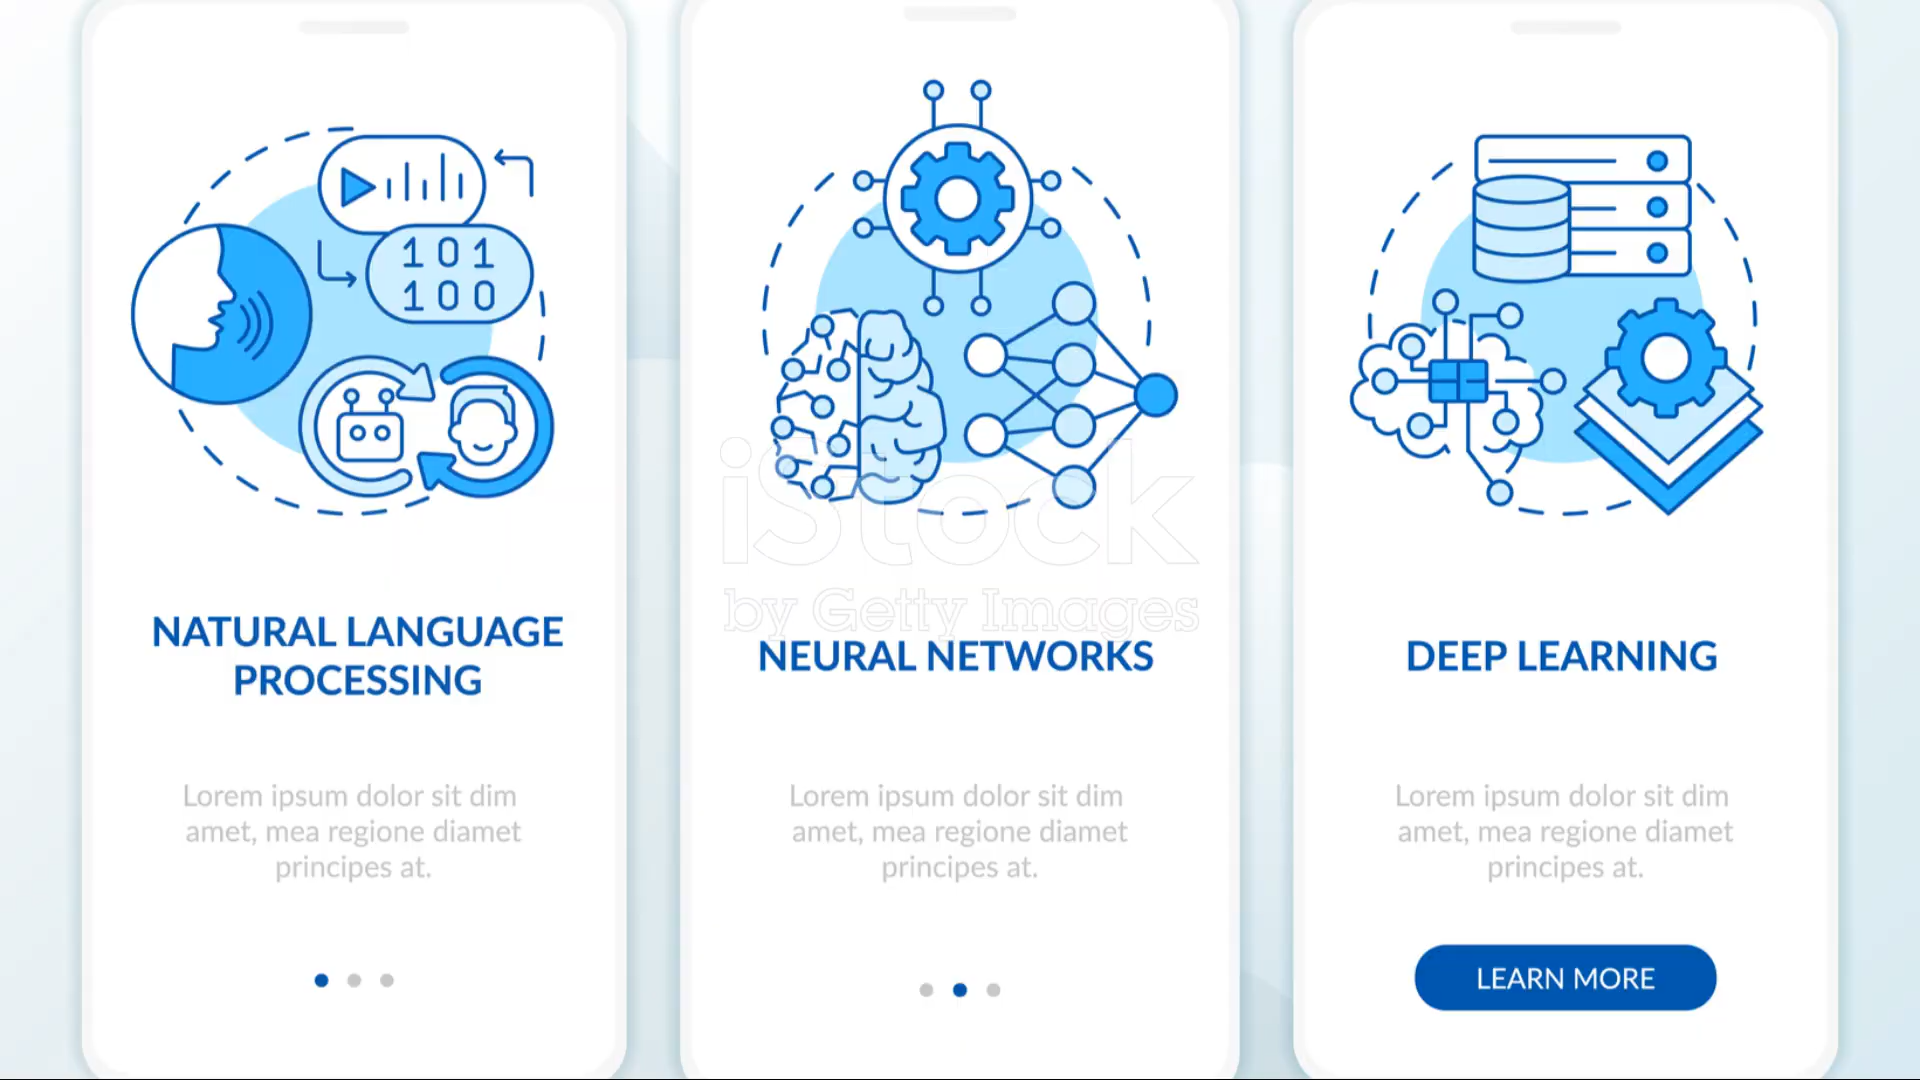 101
100
NATURAL LANGUAGE
PROCESSING
Lorem ipsum dolor sit dim
amet, mea regione diamet
principes at.
iStock
by Getty Images
NEURAL NETWORKS
Lorem ipsum dolor sit dim
amet, mea regione diamet
principes at.
DEEP LEARNING
Lorem ipsum dolor sit dim
amet, mea regione diamet
principes at.
LEARN MORE